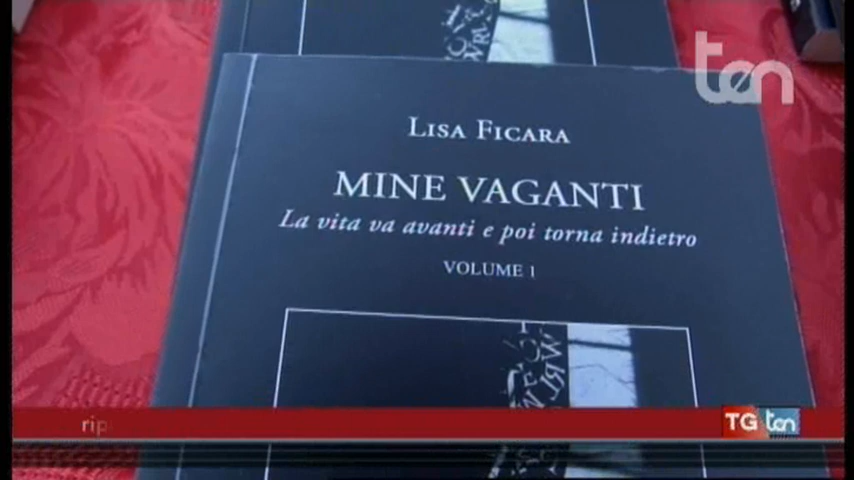 ten
LISA FICARA
MINE VAGANTI
La vita va avanti e poi torna indietro
VOLUME 1
rip
TG ten